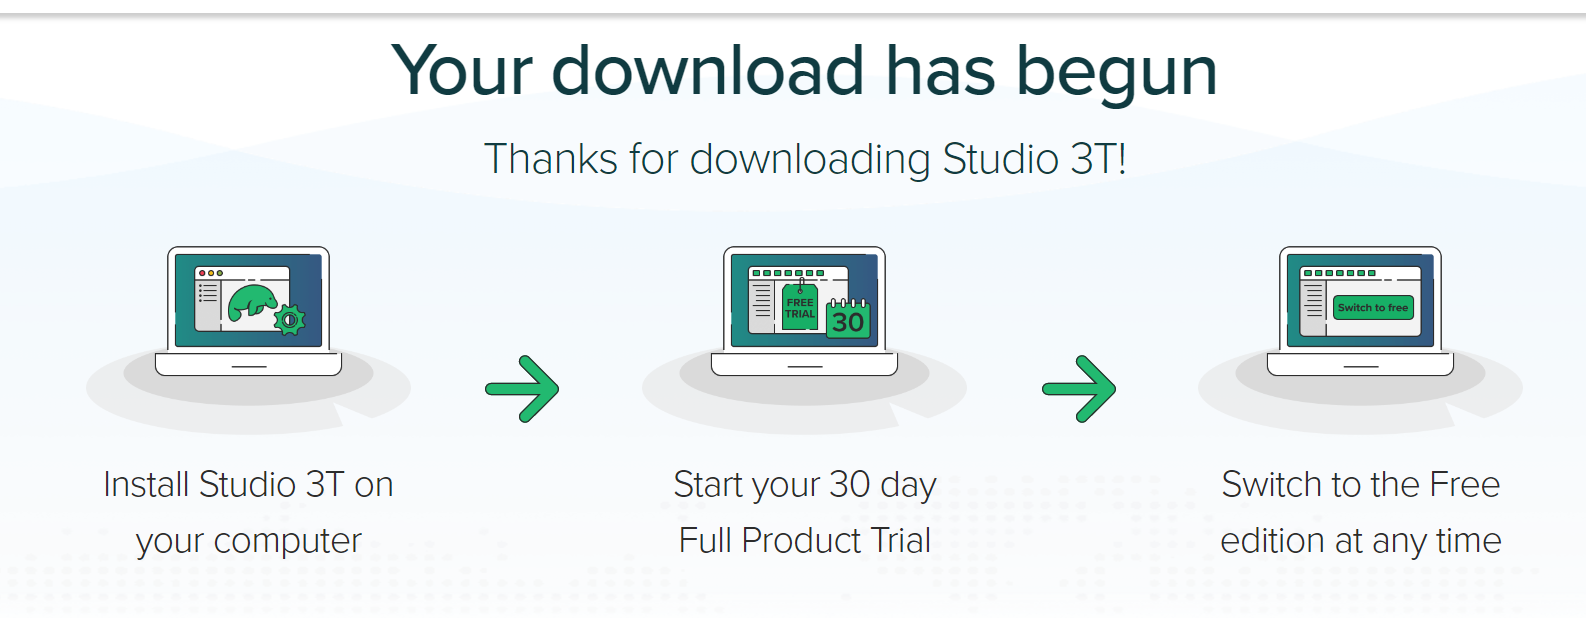 Your download has begun
Thanks for downloading Studio 3T!
FREE
TRIAL
30
Switch to free
Install Studio 3T on
your computer
Start your 30 day
Full Product Trial
Switch to the Free
edition at any time